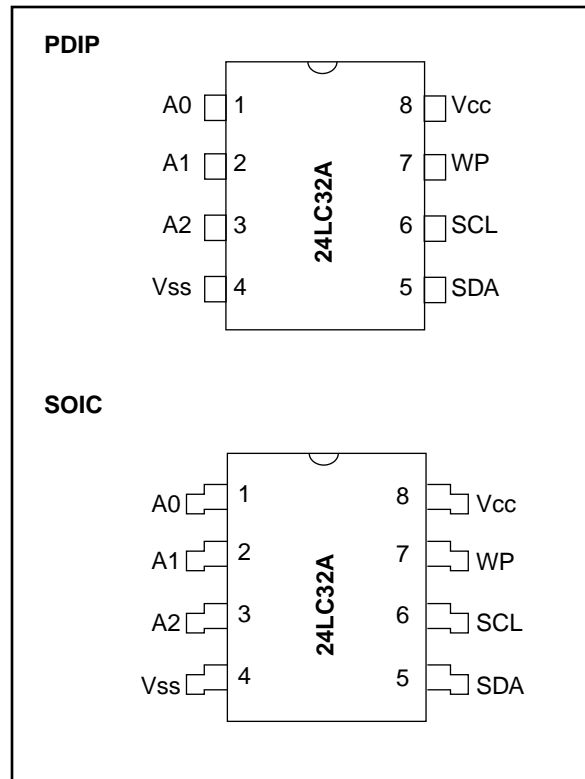 PDIP
A0 1 8 Vcc
A1 2 7 WP
A2 3 6 SCL
Vss 4 5 SDA
24LC32A
SOIC
A0 1 8 Vcc
A1 2 7 WP
A2 3 6 SCL
Vss 4 5 SDA
24LC32A